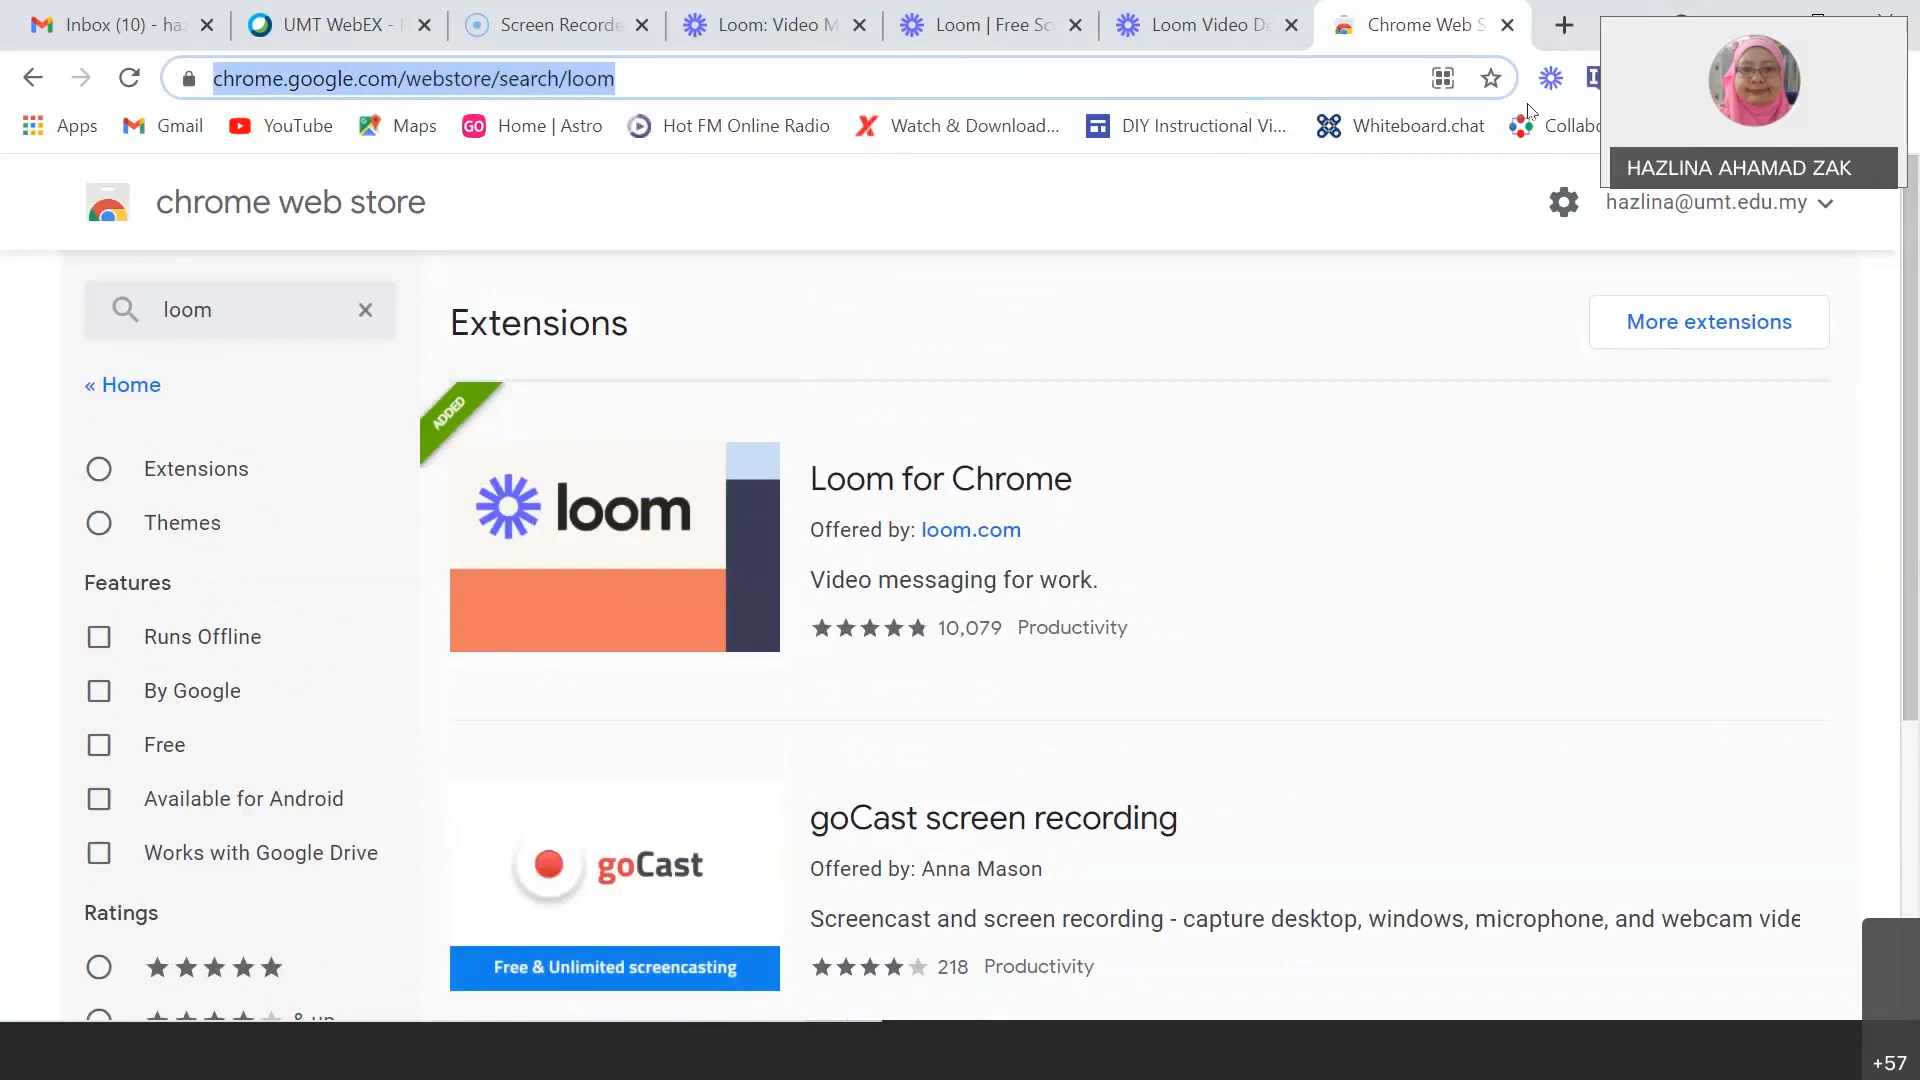 Inbox (10) - haz
UMT WebEX -
Screen Recorde
Loom: Video M
Loom | Free Sc
Loom Video De
Chrome Web S
chrome.google.com/webstore/search/loom
Apps
Gmail
YouTube
Maps
GO
Home | Astro
Hot FM Online Radio
Watch & Download...
DIY Instructional Vi...
Whiteboard.chat
Collabo
HAZLINA AHAMAD ZAK
chrome web store
hazlina@umt.edu.my
loom
« Home
Extensions
Themes
Features
Runs Offline
By Google
Free
Available for Android
Works with Google Drive
Ratings
& up
Extensions
More extensions
ADDED
loom
Loom for Chrome
Offered by: loom.com
Video messaging for work.
10,079 Productivity
goCast
Free & Unlimited screencasting
goCast screen recording
Offered by: Anna Mason
Screencast and screen recording - capture desktop, windows, microphone, and webcam vide
218 Productivity
+57